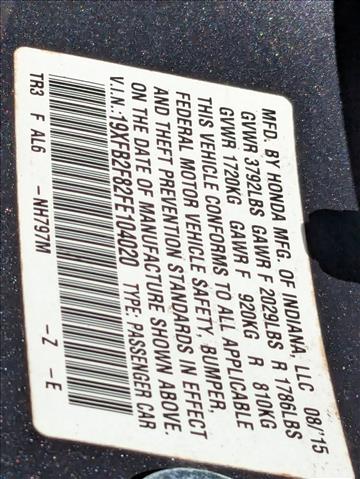 MFD. BY HONDA MFG. OF INDIANA, LLC 08/15
GVWR 3792LBS GAWR F 2029LBS R 1786LBS
GVWR 1720KG GAWR F 920KG R 810KG
THIS VEHICLE CONFORMS TO ALL APPLICABLE
FEDERAL MOTOR VEHICLE SAFETY, BUMPER,
AND THEFT PREVENTION STANDARDS IN EFFECT
ON THE DATE OF MANUFACTURE SHOWN ABOVE.
V.I.N.: 19XFB2F82FE104020 TYPE: PASSENGER CAR
TR3 F AL6 -NH797M -Z -E